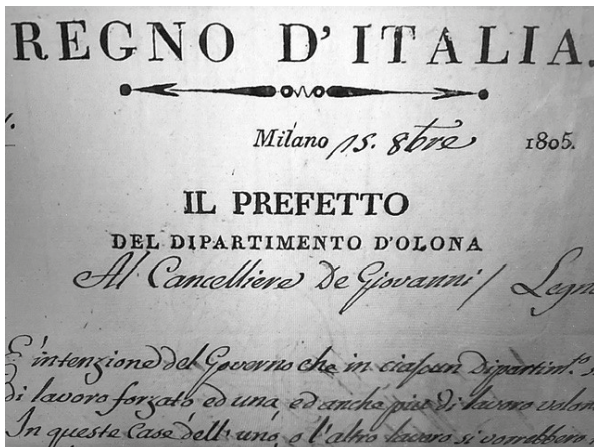 REGNO D'ITALIA.
Milano 15. 8bre 1805.
IL PREFETTO
DEL DIPARTIMENTO D'OLONA
Al Cancelliere De Giovanni / Legn
E' intenzione del Governo che in ciascun Dipartimto. s
di lavoro forzato, ed una, ed anche più di lavoro volon
In queste Case dell'uno, o l'altro lavoro si vorrebbero